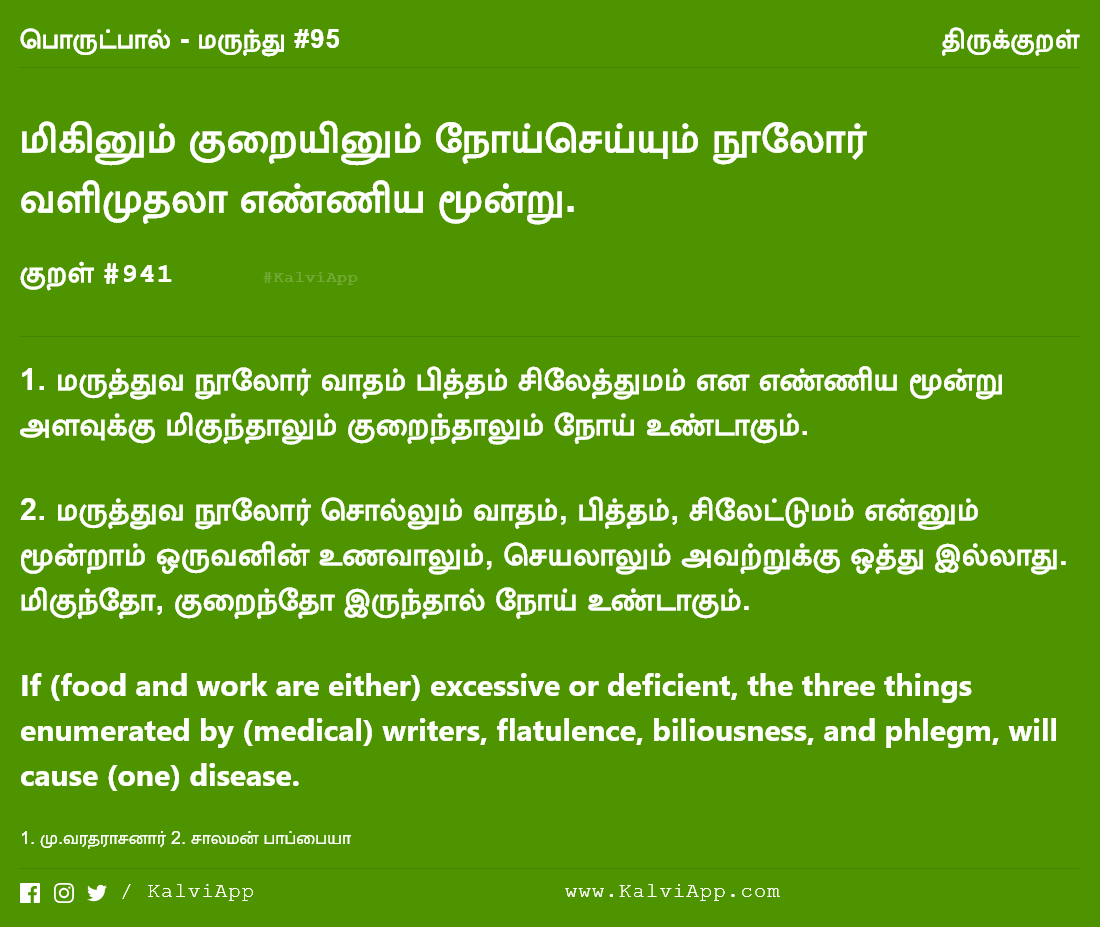 பொருட்பால் - மருந்து #95
திருக்குறள்
மிகினும் குறையினும் நோய்செய்யும் நூலோர்
வளிமுதலா எண்ணிய மூன்று.
குறள் #941
#KalviApp
1. மருத்துவ நூலோர் வாதம் பித்தம் சிலேத்துமம் என எண்ணிய மூன்று
அளவுக்கு மிகுந்தாலும் குறைந்தாலும் நோய் உண்டாகும்.
2. மருத்துவ நூலோர் சொல்லும் வாதம், பித்தம், சிலேட்டுமம் என்னும்
மூன்றாம் ஒருவனின் உணவாலும், செயலாலும் அவற்றுக்கு ஒத்து இல்லாது.
மிகுந்தோ, குறைந்தோ இருந்தால் நோய் உண்டாகும்.
If (food and work are either) excessive or deficient, the three things
enumerated by (medical) writers, flatulence, biliousness, and phlegm, will
cause (one) disease.
1. மு.வரதராசனார் 2. சாலமன் பாப்பையா
/ KalviApp
www.KalviApp.com